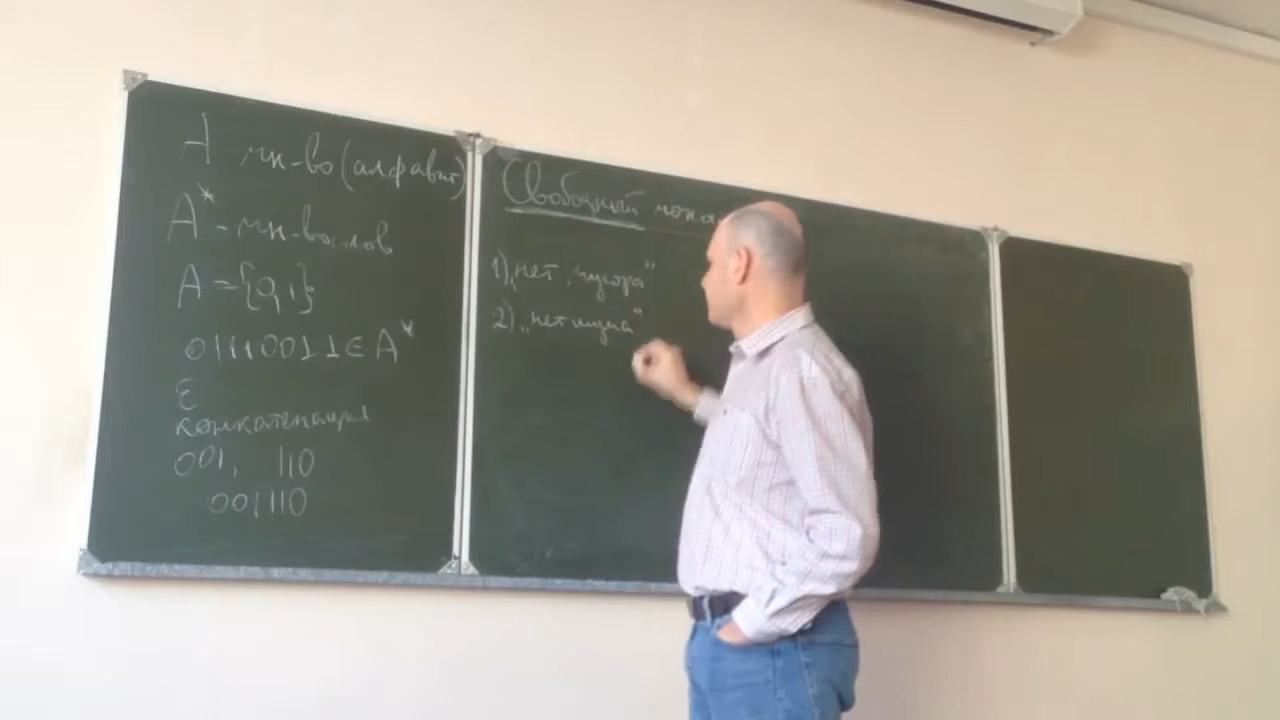 A - мн-во (алфавит)
A* - мн-во слов
A = {0,1}
01110011 ∈ A*
ε
конкатенация
001, 110
001110
Свободный мона
1) „нет „мусора“
2) „нет шума“